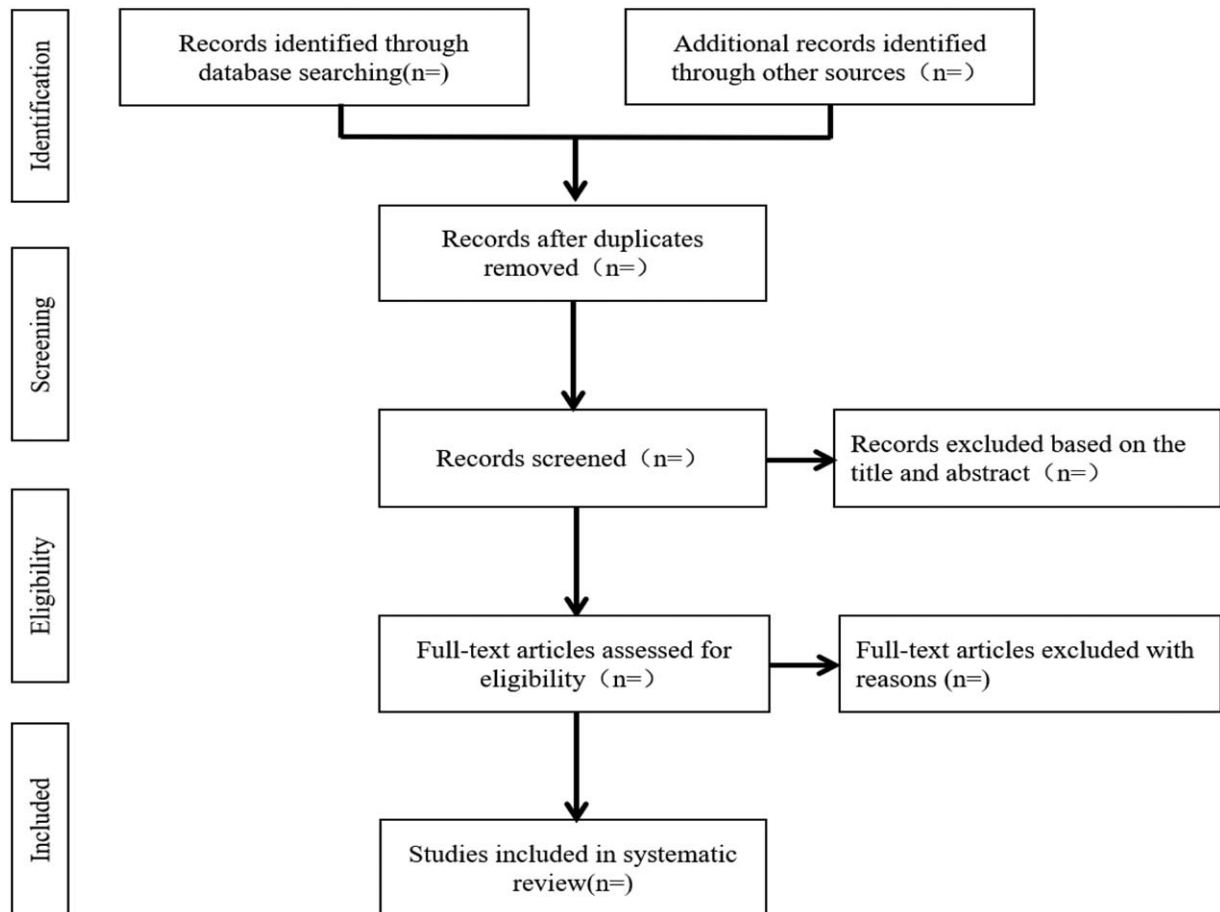 Identification
Records identified through
database searching(n=)
Additional records identified
through other sources（n=）
Records after duplicates
removed（n=）
Screening
Records screened（n=）
Records excluded based on the
title and abstract（n=）
Eligibility
Full-text articles assessed for
eligibility（n=）
Full-text articles excluded with
reasons (n=)
Included
Studies included in systematic
review(n=)